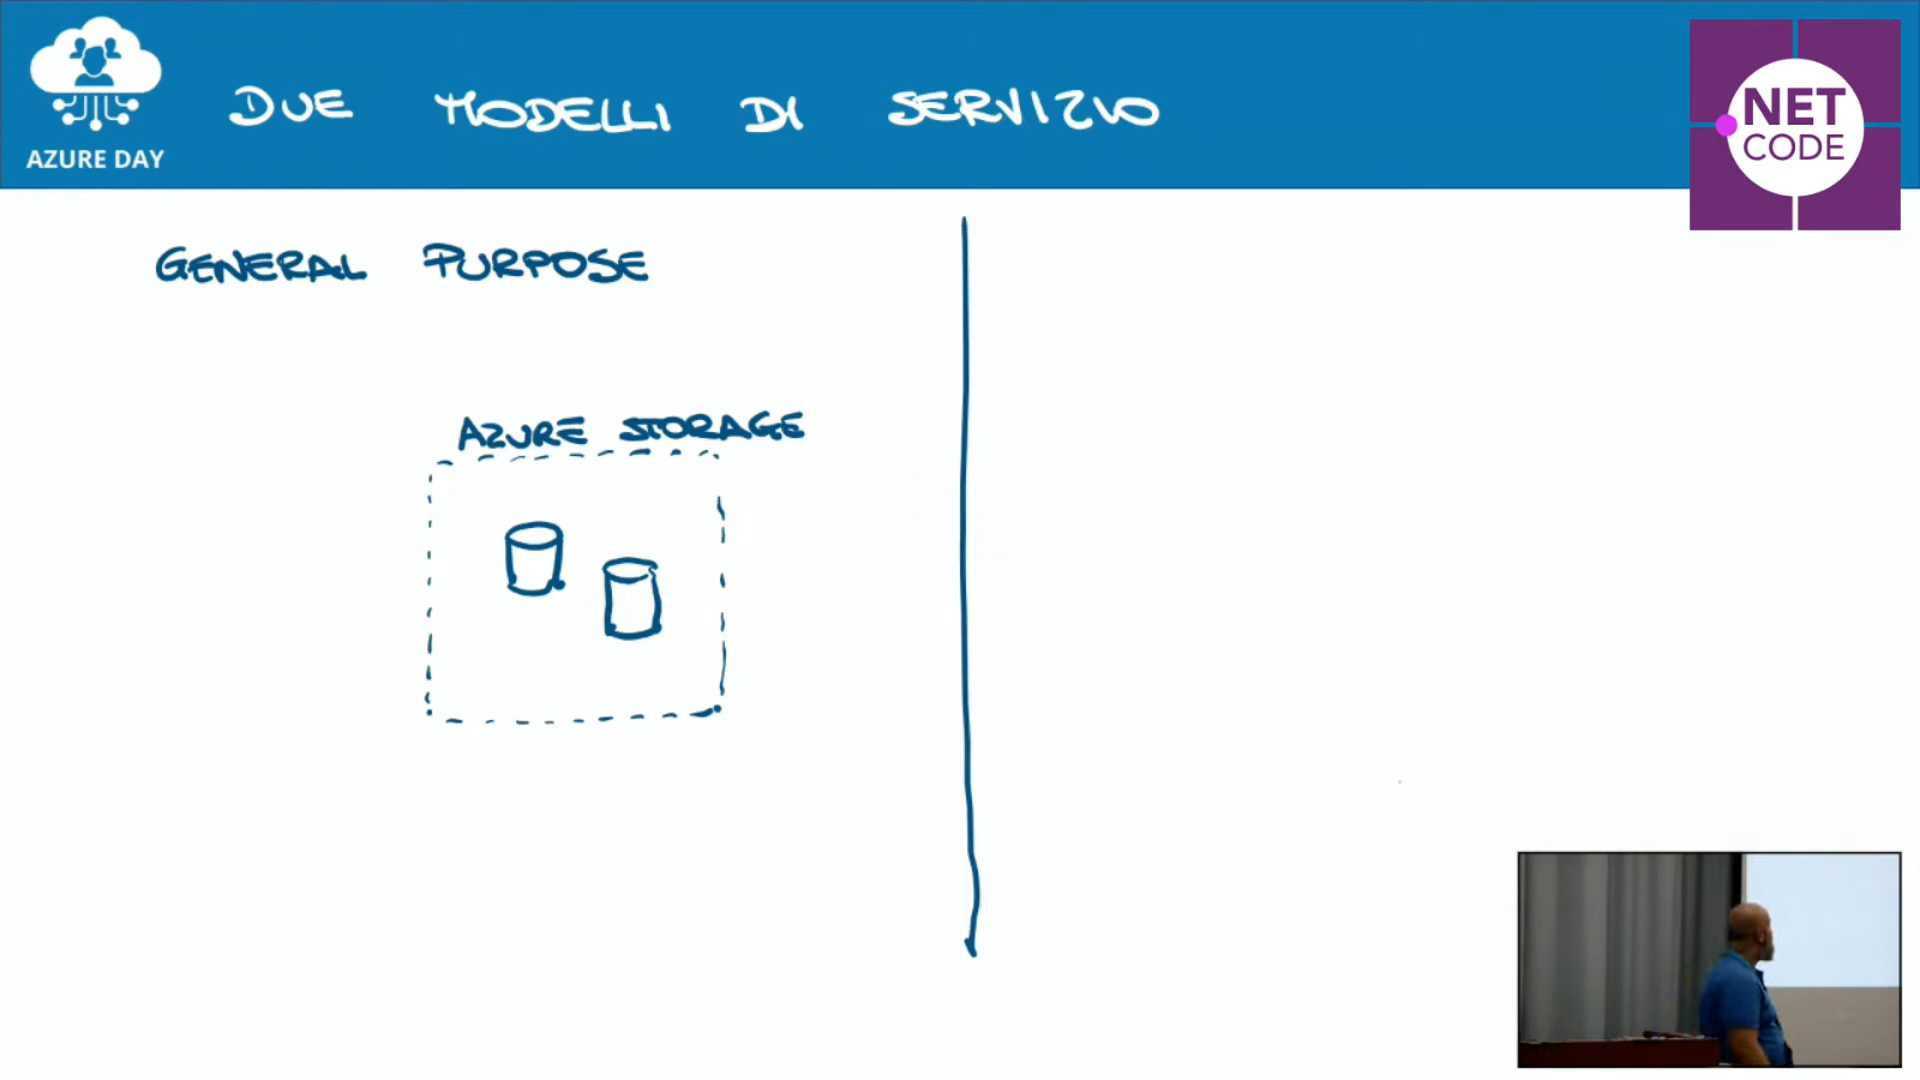 DUE MODELLI DI SERVIZIO
AZURE DAY
NET
CODE
GENERAL PURPOSE
AZURE STORAGE